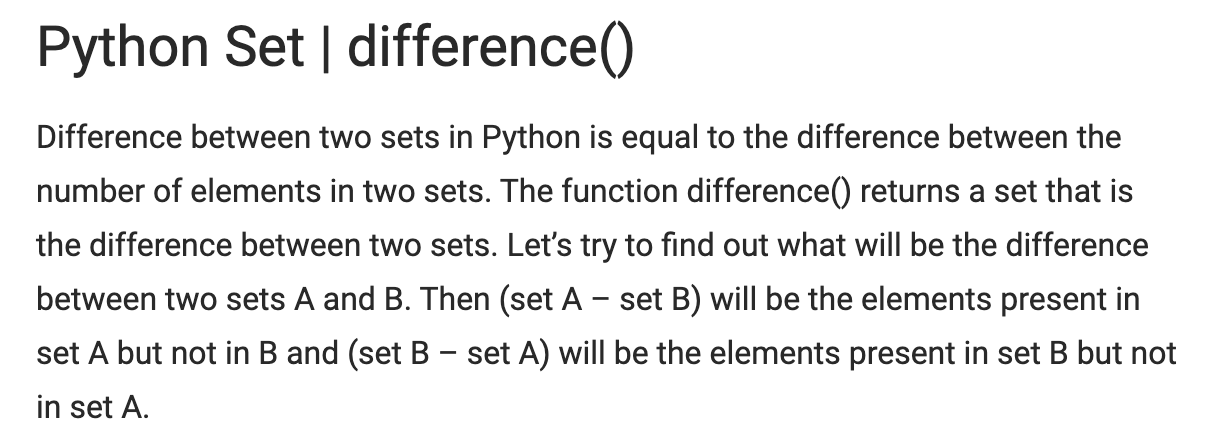 Python Set | difference()
Difference between two sets in Python is equal to the difference between the
number of elements in two sets. The function difference() returns a set that is
the difference between two sets. Let’s try to find out what will be the difference
between two sets A and B. Then (set A – set B) will be the elements present in
set A but not in B and (set B – set A) will be the elements present in set B but not
in set A.